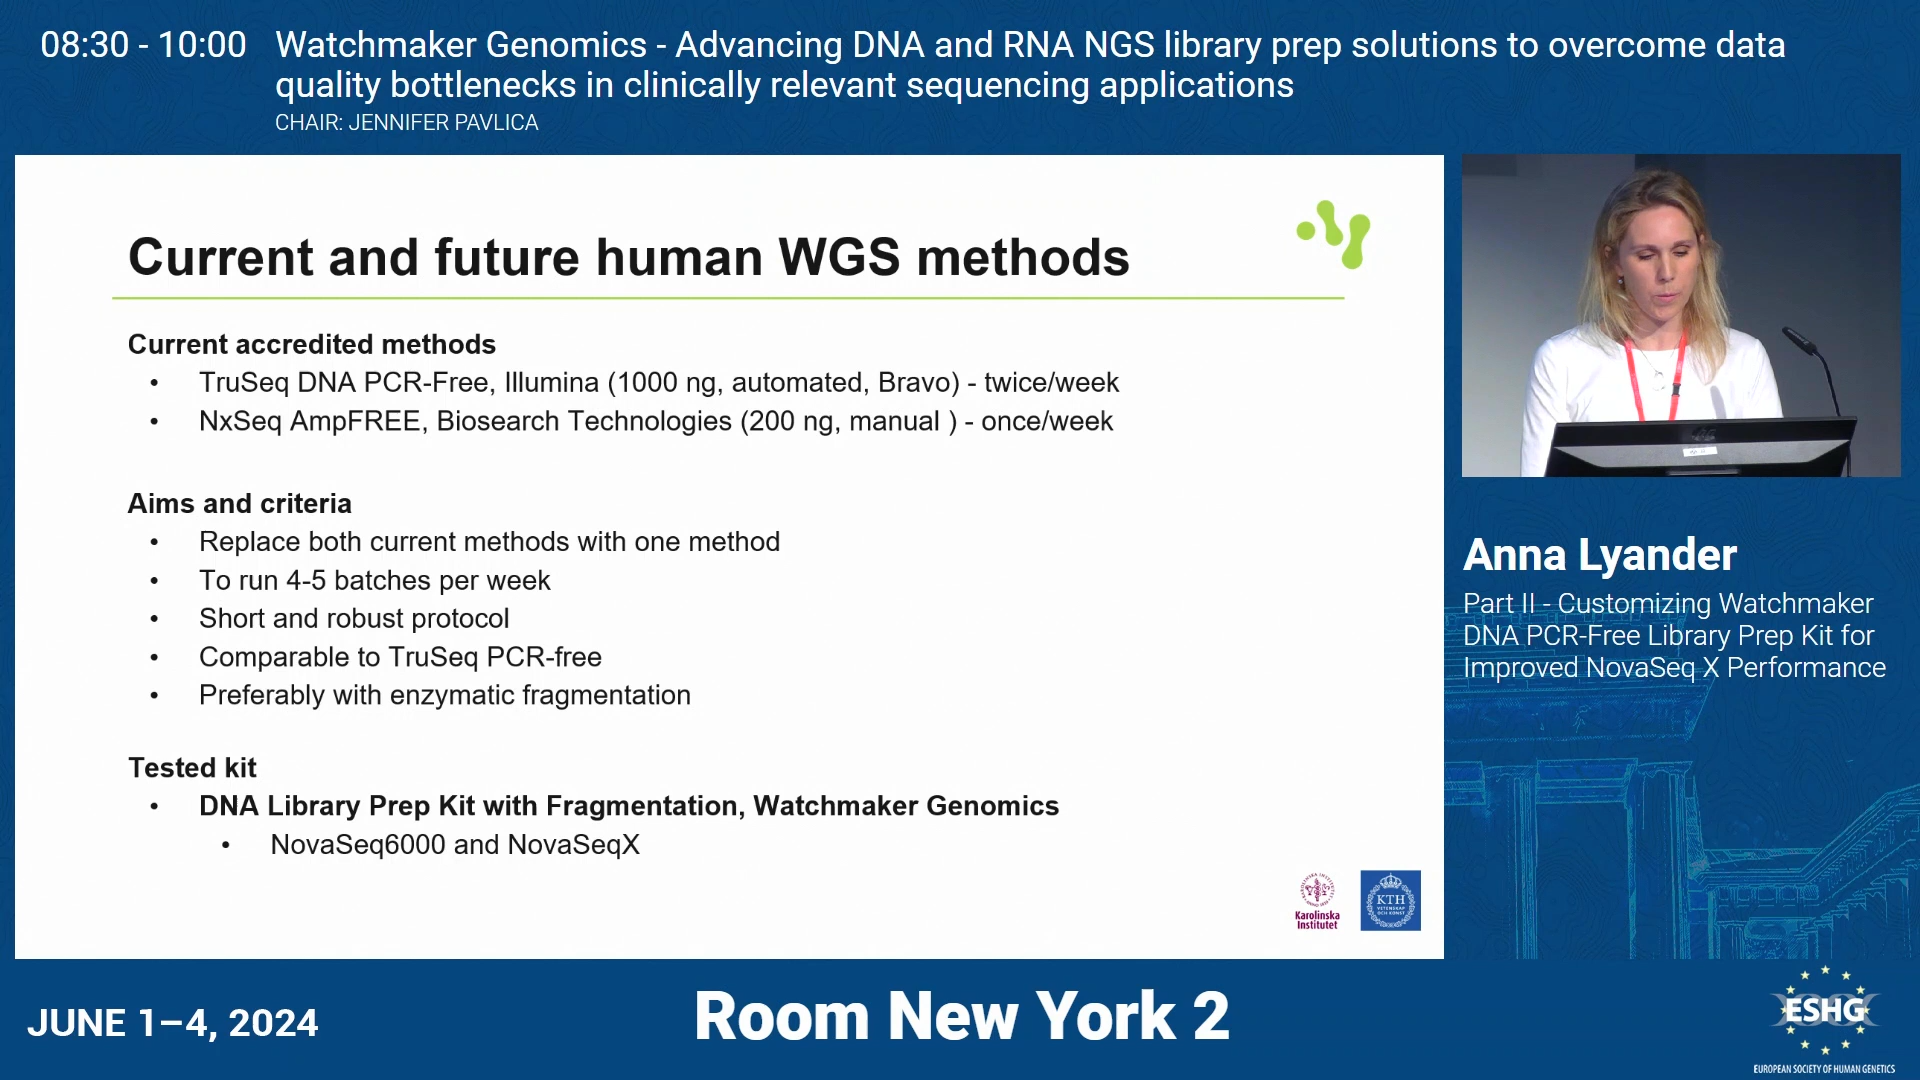 08:30 - 10:00
Watchmaker Genomics - Advancing DNA and RNA NGS library prep solutions to overcome data
quality bottlenecks in clinically relevant sequencing applications
CHAIR: JENNIFER PAVLICA
Current and future human WGS methods
Current accredited methods
• TruSeq DNA PCR-Free, Illumina (1000 ng, automated, Bravo) - twice/week
• NxSeq AmpFREE, Biosearch Technologies (200 ng, manual ) - once/week
Aims and criteria
• Replace both current methods with one method
• To run 4-5 batches per week
• Short and robust protocol
• Comparable to TruSeq PCR-free
• Preferably with enzymatic fragmentation
Tested kit
• DNA Library Prep Kit with Fragmentation, Watchmaker Genomics
• NovaSeq6000 and NovaSeqX
Karolinska
Institutet
KTH
VETENSKAP
OCH KONST
Anna Lyander
Part II - Customizing Watchmaker
DNA PCR-Free Library Prep Kit for
Improved NovaSeq X Performance
JUNE 1–4, 2024
Room New York 2
ESHG
EUROPEAN SOCIETY OF HUMAN GENETICS